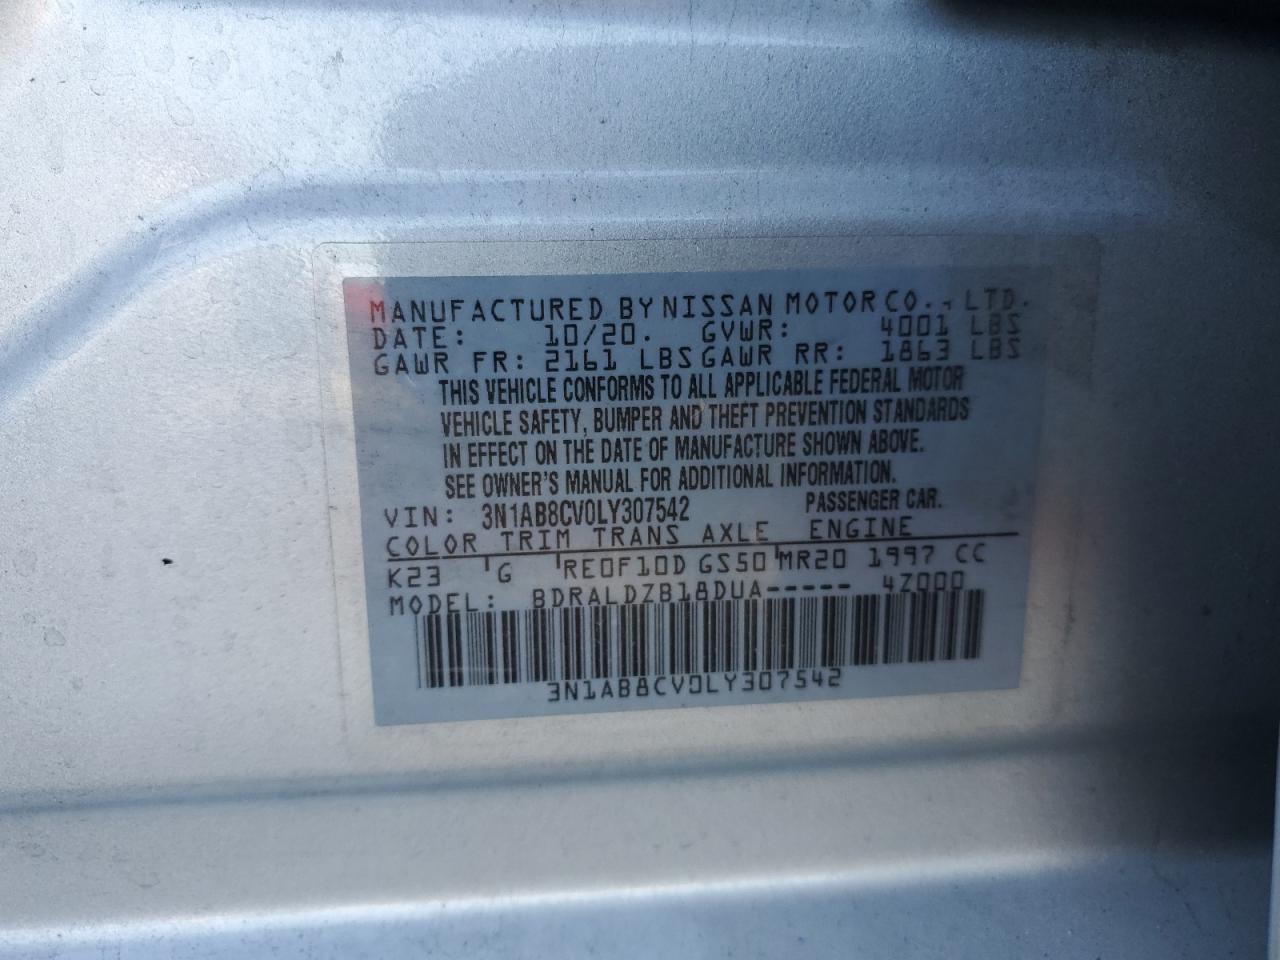 MANUFACTURED BY NISSAN MOTOR CO., LTD.
DATE: 10/20. GVWR: 4001 LBS
GAWR FR: 2161 LBS GAWR RR: 1863 LBS
THIS VEHICLE CONFORMS TO ALL APPLICABLE FEDERAL MOTOR
VEHICLE SAFETY, BUMPER AND THEFT PREVENTION STANDARDS
IN EFFECT ON THE DATE OF MANUFACTURE SHOWN ABOVE.
SEE OWNER'S MANUAL FOR ADDITIONAL INFORMATION.
VIN: 3N1AB8CV0LY307542 PASSENGER CAR.
COLOR TRIM TRANS AXLE ENGINE
K23 G RE0F10D GS50 MR20 1997 CC
MODEL: BDRALDZB18DUA----- 4Z000
3N1AB8CV0LY307542